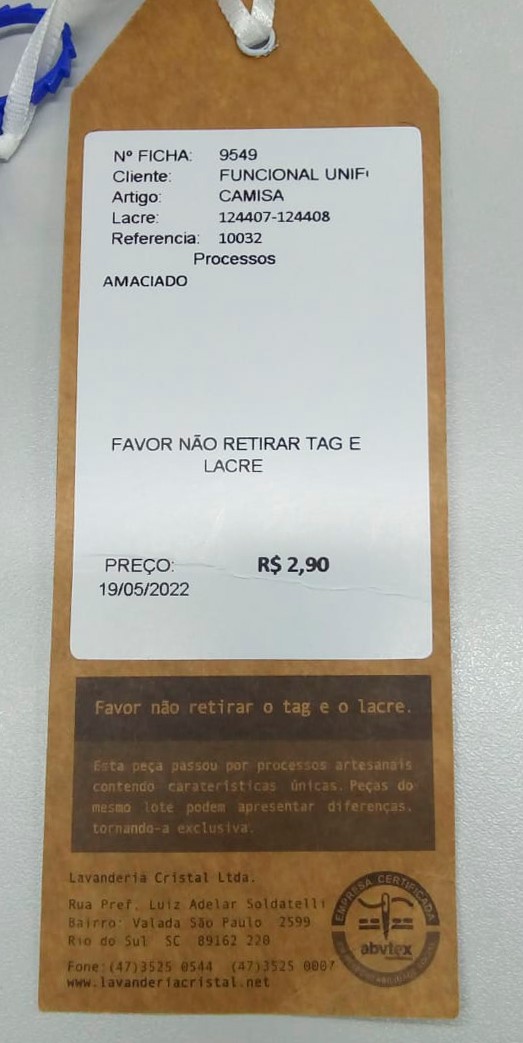 Nº FICHA: 9549
Cliente: FUNCIONAL UNIF
Artigo: CAMISA
Lacre: 124407-124408
Referencia: 10032
Processos
AMACIADO
FAVOR NÃO RETIRAR TAG E
LACRE
PREÇO: R$ 2,90
19/05/2022
Favor não retirar o tag e o lacre.
Esta peça passou por processos artesanais
contendo caraterísticas únicas. Peças do
mesmo lote podem apresentar diferenças,
tornando-a exclusiva.
Lavanderia Cristal Ltda.
Rua Pref. Luiz Adelar Soldatelli
Bairro: Valada São Paulo 2599
Rio do Sul SC 89162 220
Fone:(47)3525 0544 (47)3525 0007
www.lavanderiacristal.net
EMPRESA CERTIFICADA
abvtex